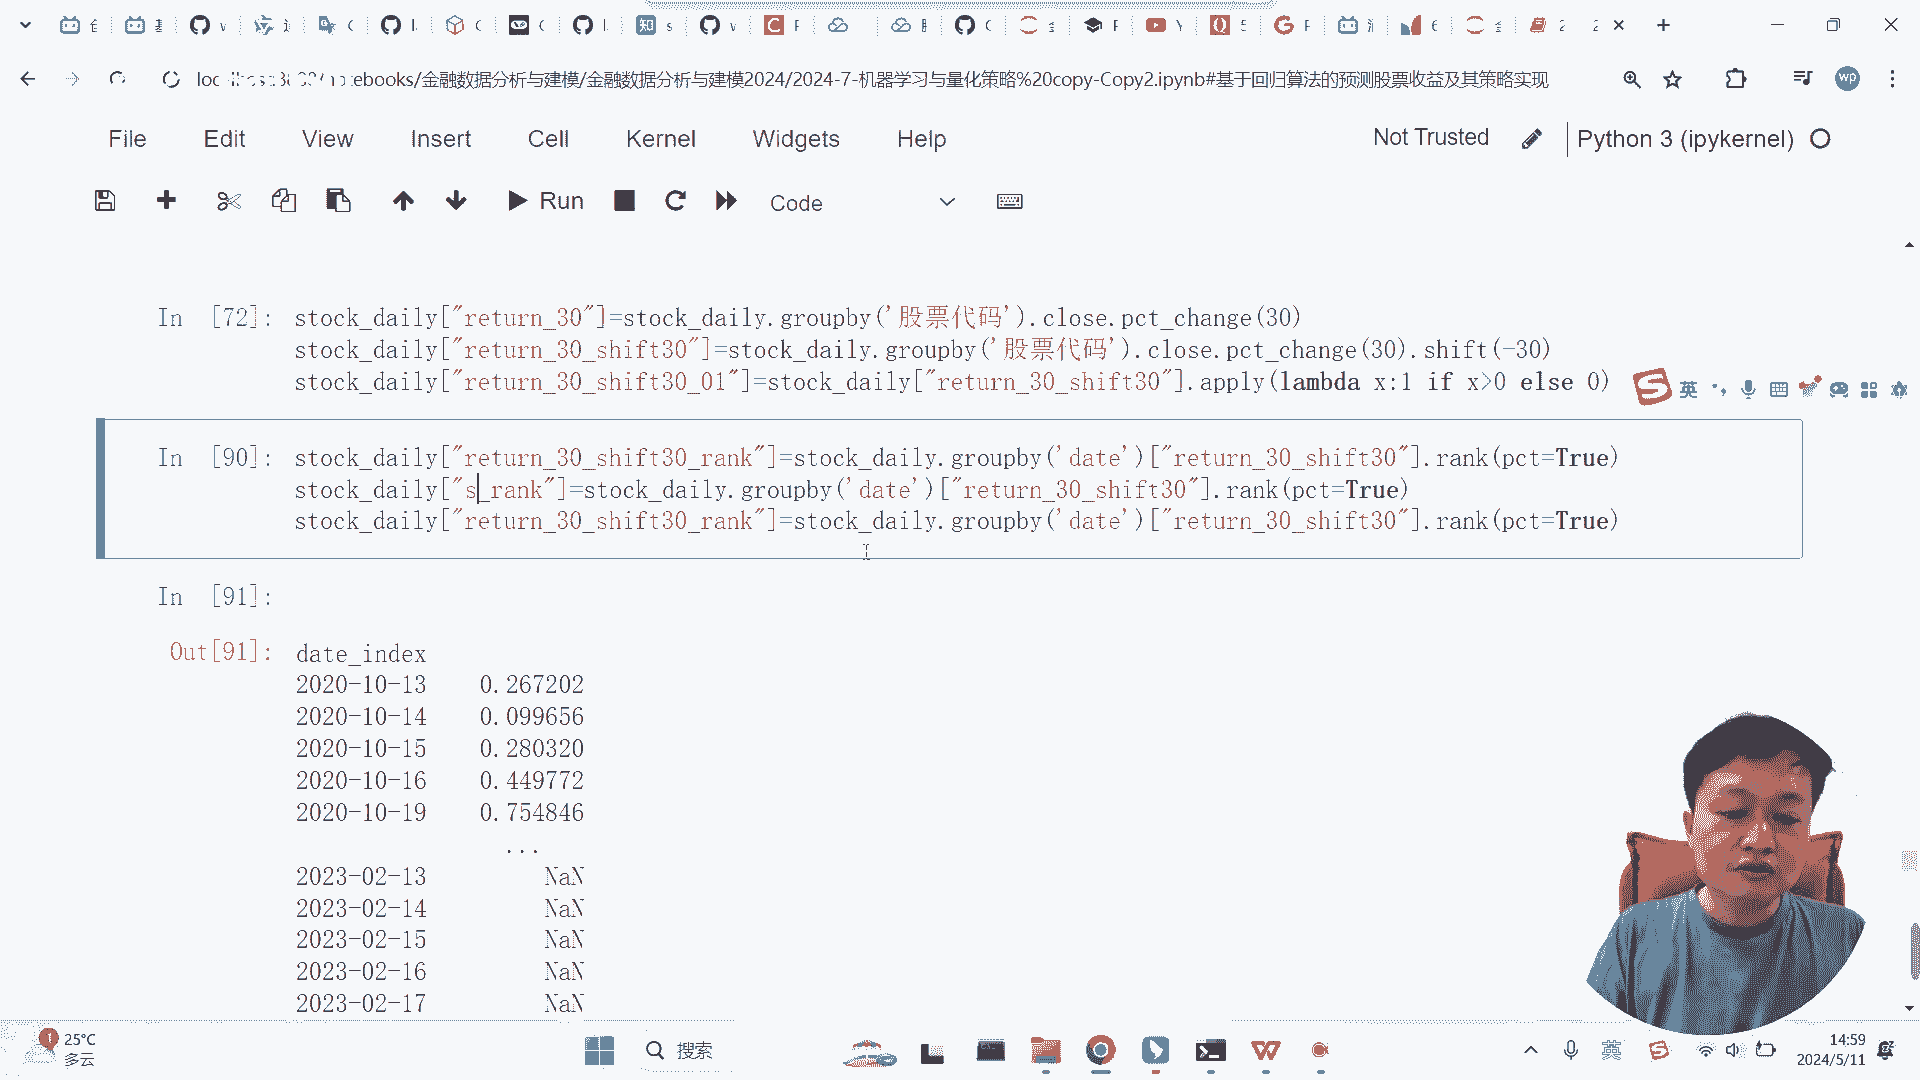 loc
ebooks/金融数据分析与建模/金融数据分析与建模2024/2024-7-机器学习与量化策略%20copy-Copy2.ipynb#基于回归算法的预测股票收益及其策略实现
wp
File Edit View Insert Cell Kernel Widgets Help
Not Trusted
Python 3 (ipykernel)
Run
Code
In [72]: stock_daily["return_30"]=stock_daily.groupby('股票代码').close.pct_change(30)
stock_daily["return_30_shift30"]=stock_daily.groupby('股票代码').close.pct_change(30).shift(-30)
stock_daily["return_30_shift30_01"]=stock_daily["return_30_shift30"].apply(lambda x:1 if x>0 else 0)
英
In [90]: stock_daily["return_30_shift30_rank"]=stock_daily.groupby('date')["return_30_shift30"].rank(pct=True)
stock_daily["s_rank"]=stock_daily.groupby('date')["return_30_shift30"].rank(pct=True)
stock_daily["return_30_shift30_rank"]=stock_daily.groupby('date')["return_30_shift30"].rank(pct=True)
In [91]:
Out[91]: date_index
2020-10-13 0.267202
2020-10-14 0.099656
2020-10-15 0.280320
2020-10-16 0.449772
2020-10-19 0.754846
...
2023-02-13 NaN
2023-02-14 NaN
2023-02-15 NaN
2023-02-16 NaN
2023-02-17 NaN
1
25°C
多云
搜索
英
14:59
2024/5/11